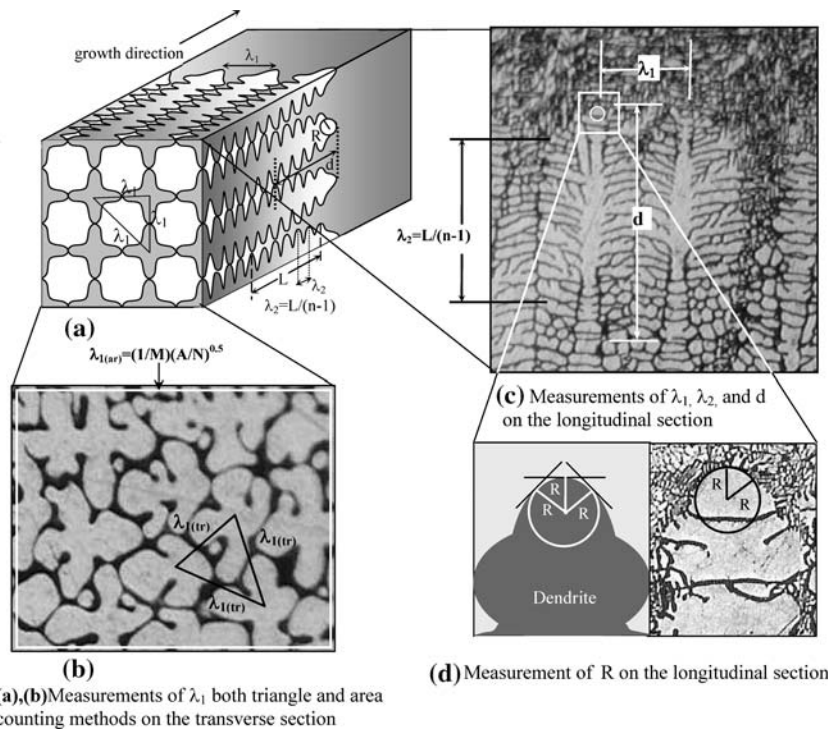 growth direction
λ₁
R
d
λ₁
λ₁
λ₁
L
λ₂
λ₂=L/(n-1)
(a)
λ₁
d
λ₂=L/(n-1)
(c) Measurements of λ₁, λ₂, and d
on the longitudinal section
λ₁(ar)=(1/M)(A/N)^0.5
λ₁(tr)
λ₁(tr)
λ₁(tr)
(b)
R
R
R
Dendrite
R
R
(d) Measurement of R on the longitudinal section
(a),(b)Measurements of λ₁ both triangle and area
counting methods on the transverse section